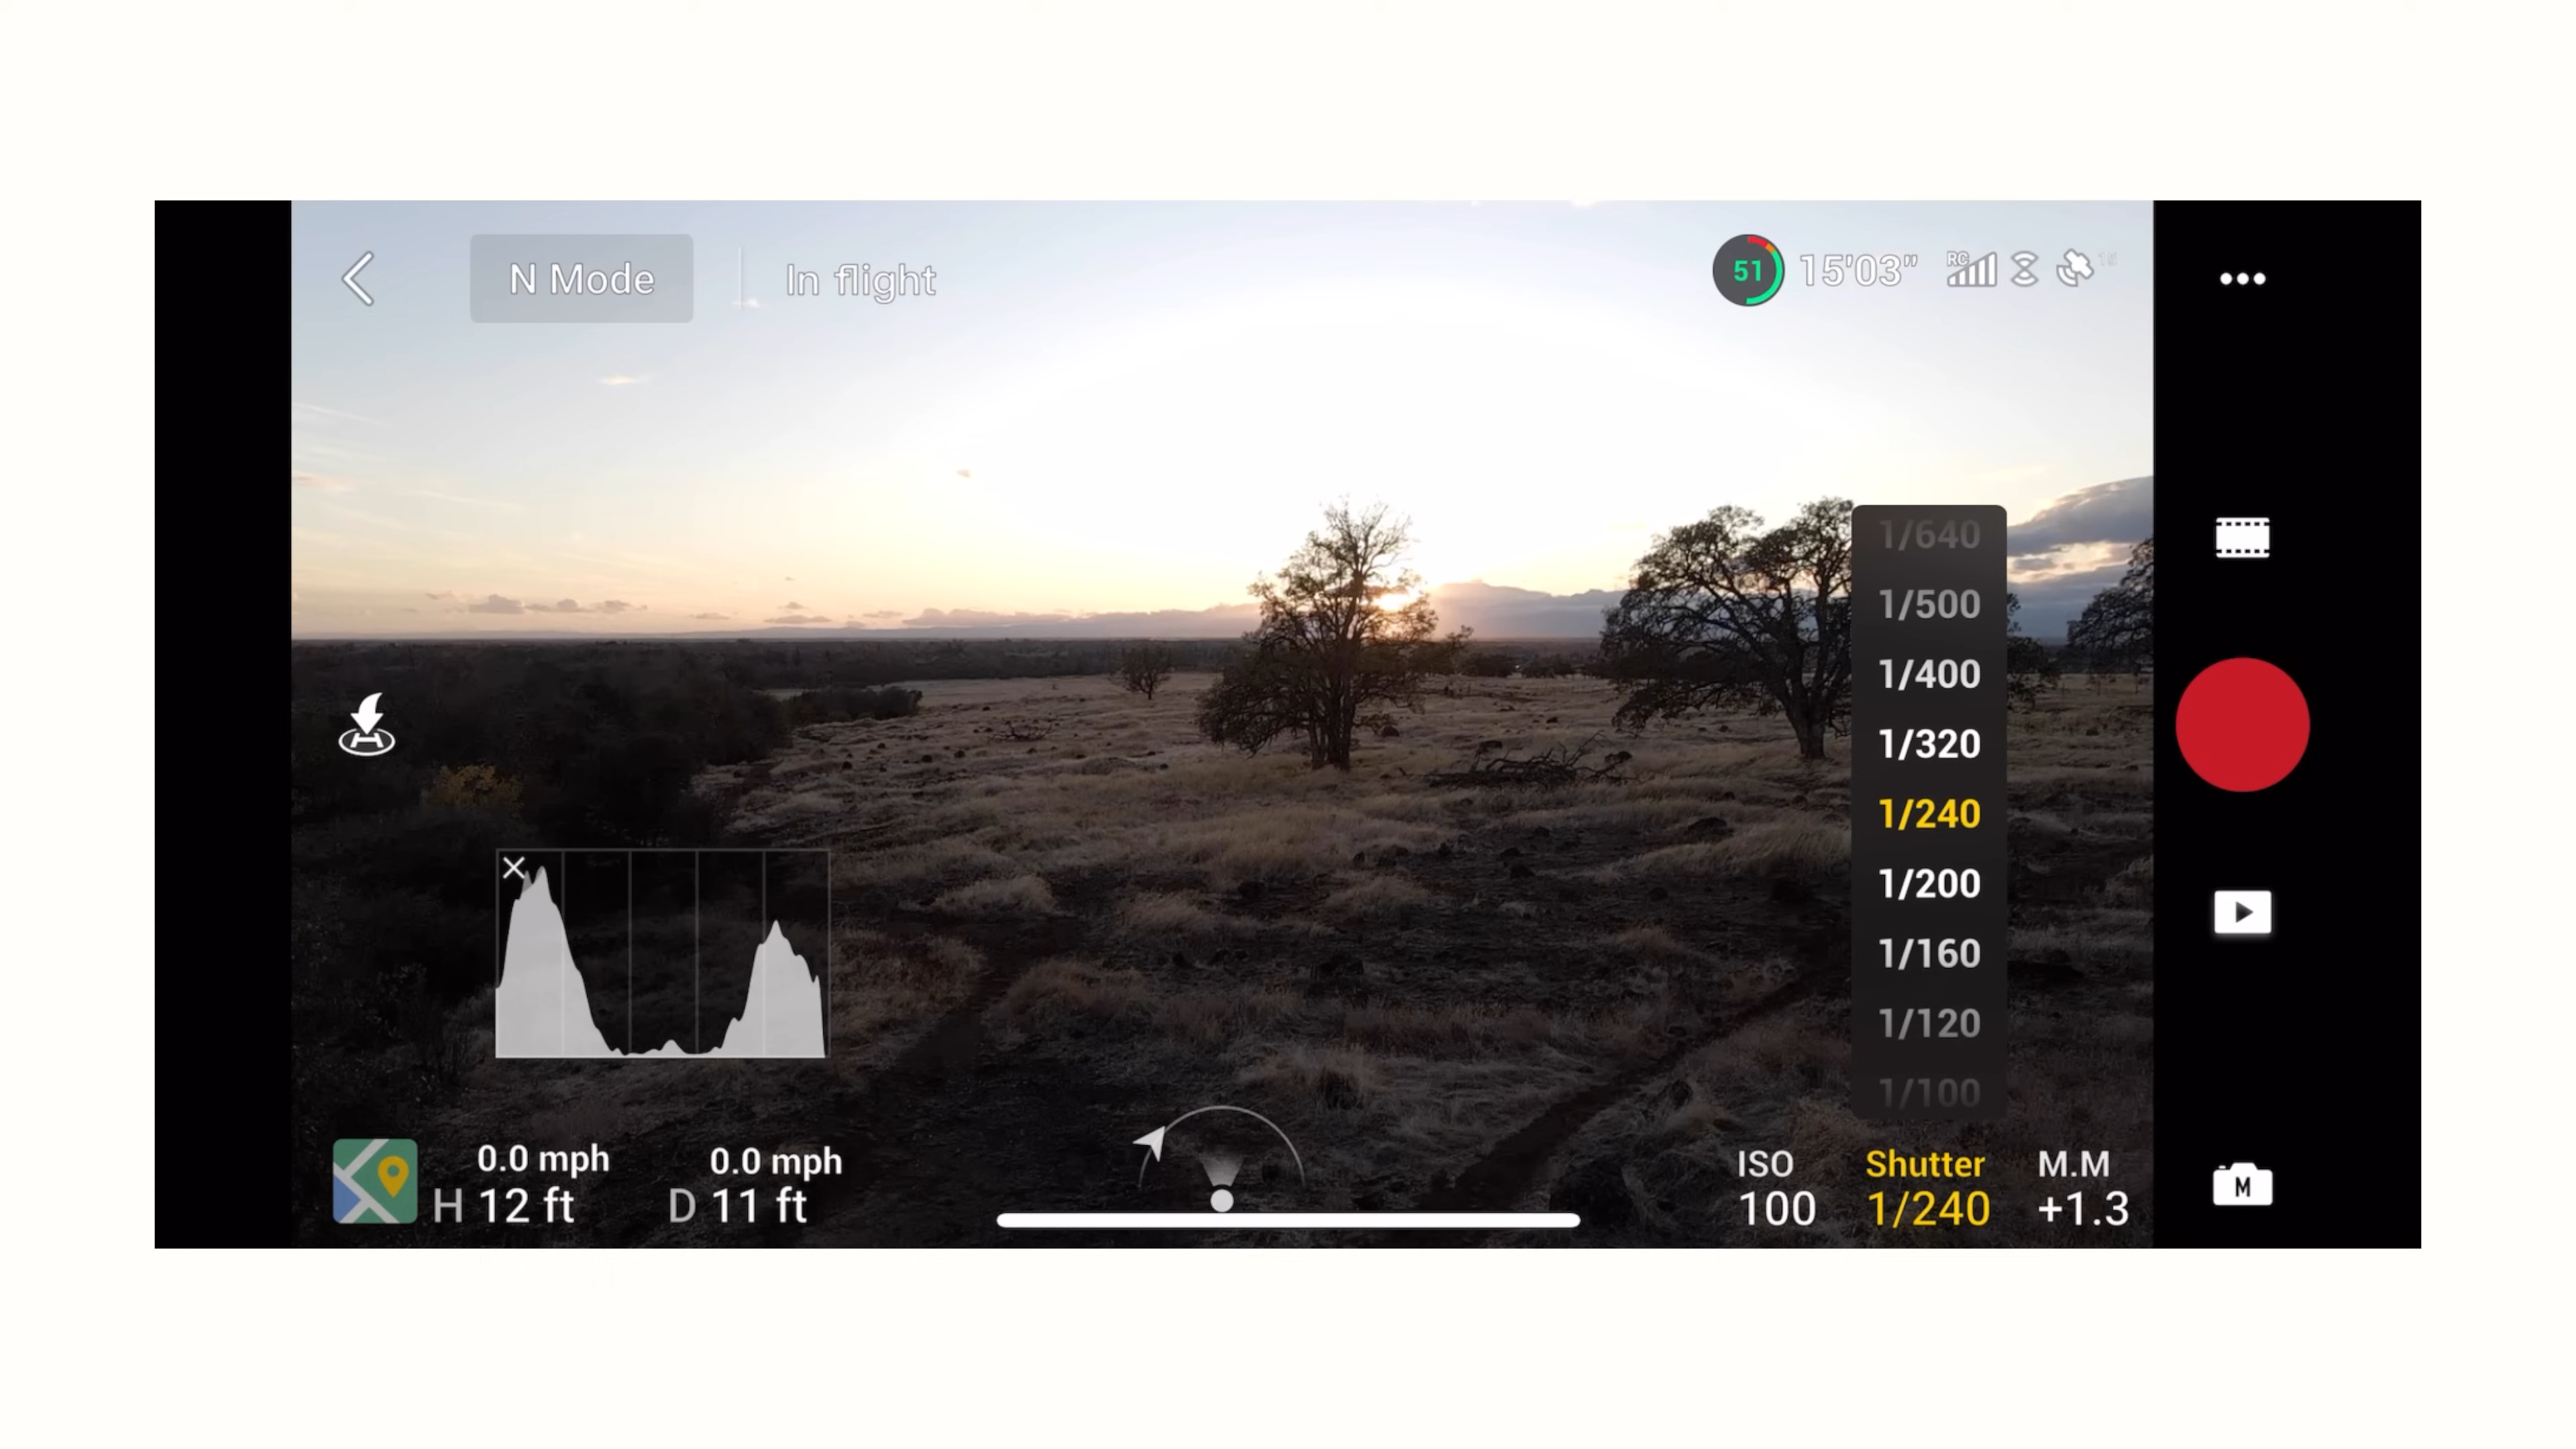 N Mode
In flight
51
15'03"
RC
15
1/640
1/500
1/400
1/320
1/240
1/200
1/160
1/120
1/100
0.0 mph
0.0 mph
H 12 ft
D 11 ft
ISO
100
Shutter
1/240
M.M
+1.3
M